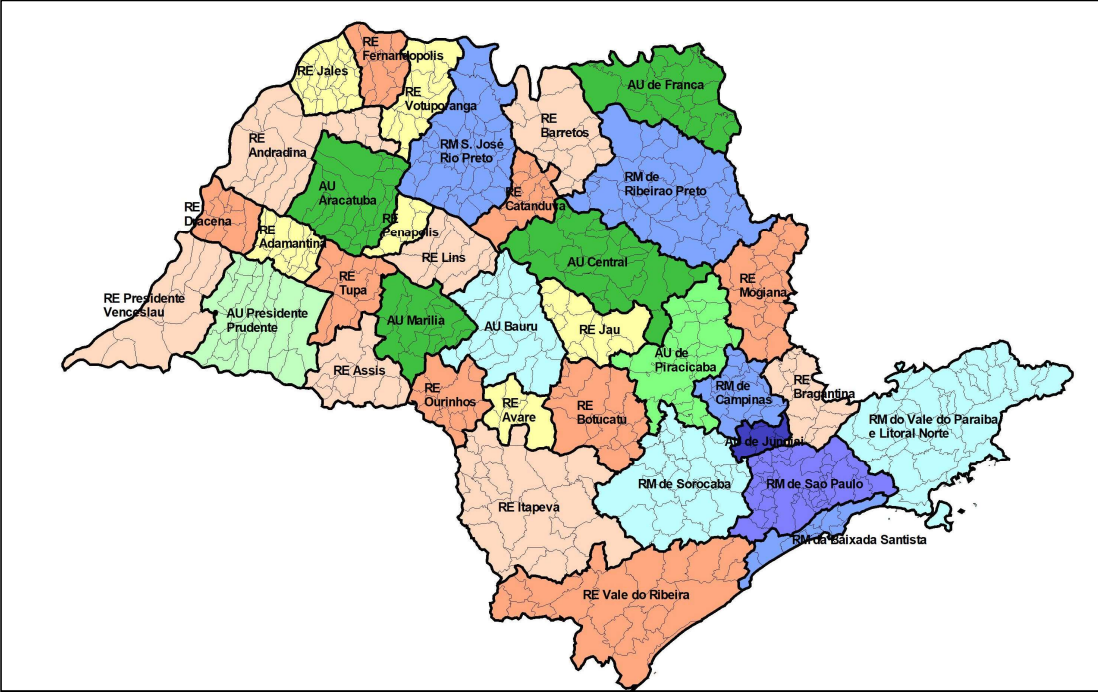 RE
Fernandopolis
RE Jales
RE
Votuporanga
AU de Franca
RE
Barretos
RE
Andradina
RM S. José
Rio Preto
RM de
Ribeirao Preto
AU
Aracatuba
RE
Catanduva
RE
Dracena
RE
Penapolis
RE
Adamantina
RE Lins
AU Central
RE
Tupa
RE
Mogiana
RE Presidente
Venceslau
AU Presidente
Prudente
AU Marilia
AU Bauru
RE Jau
AU de
Piracicaba
RE Assis
RE
Ourinhos
RE
Avare
RE
Botucatu
RM de
Campinas
RE
Bragantina
RM do Vale do Paraiba
e Litoral Norte
AU de Jundiai
RM de Sorocaba
RM de Sao Paulo
RE Itapeva
RM da Baixada Santista
RE Vale do Ribeira